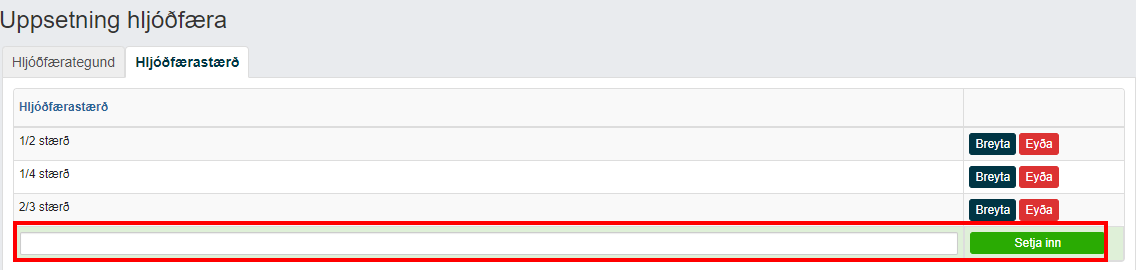 Uppsetning hljóðfæra
Hljóðfærategund Hljóðfærastærð
Hljóðfærastærð
1/2 stærð Breyta Eyða
1/4 stærð Breyta Eyða
2/3 stærð Breyta Eyða
Setja inn